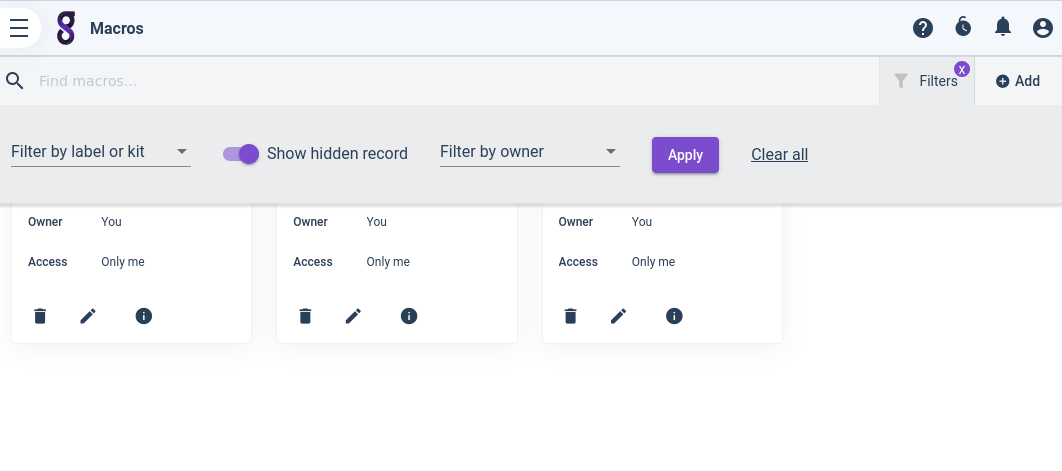 Macros
Find macros...
Filters
X
Add
Filter by label or kit
Show hidden record
Filter by owner
Apply
Clear all
Owner You
Access Only me
Owner You
Access Only me
Owner You
Access Only me